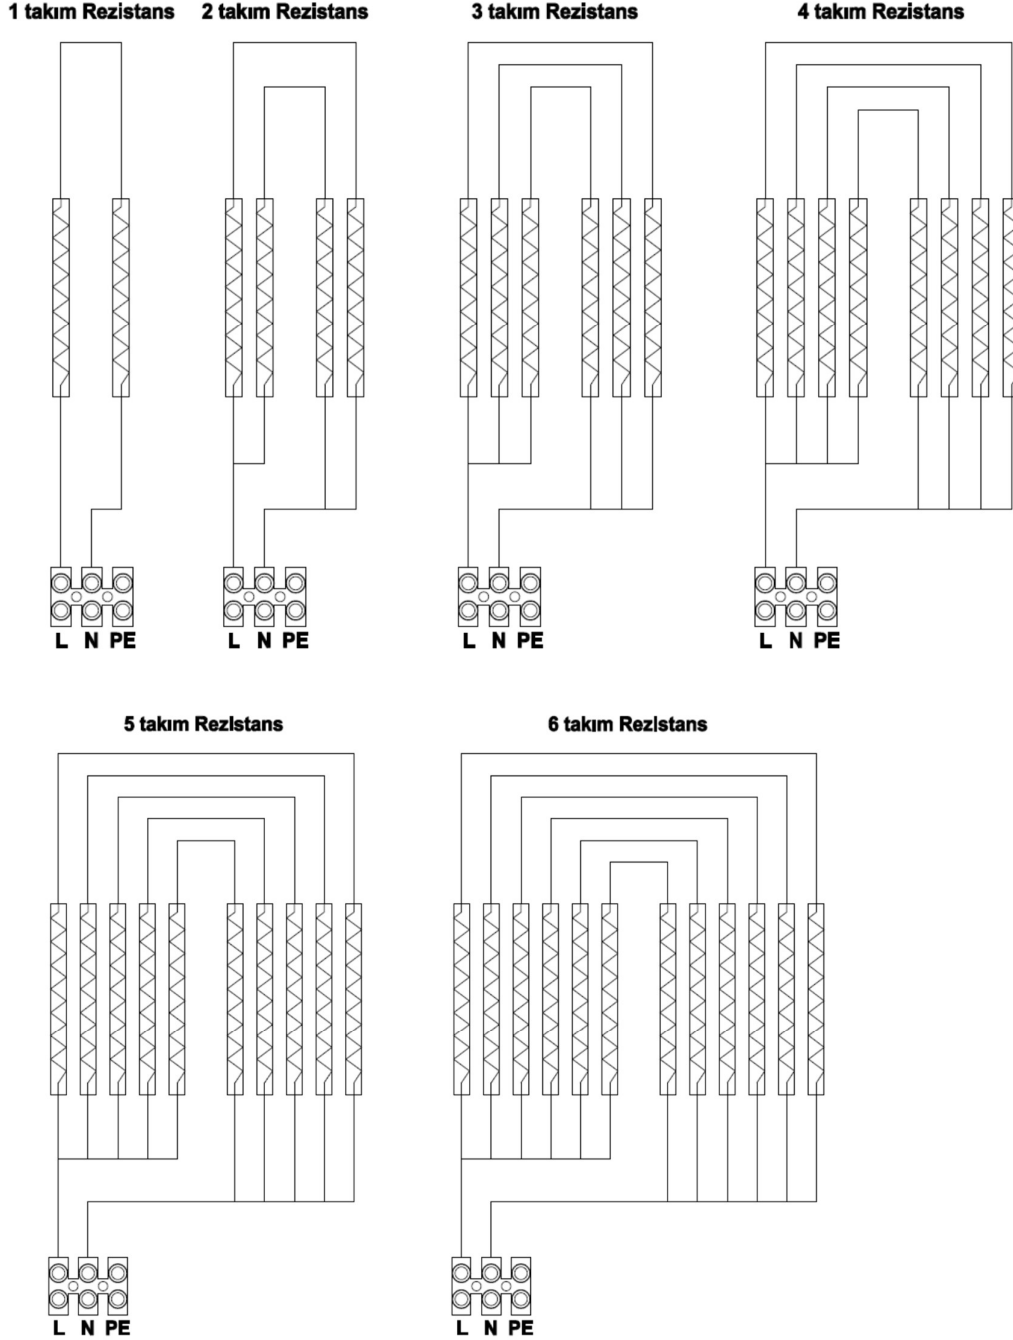 1 takım Rezistans 2 takım Rezistans 3 takım Rezistans 4 takım Rezistans
L N PE L N PE L N PE L N PE
5 takım Rezistans 6 takım Rezistans
L N PE L N PE